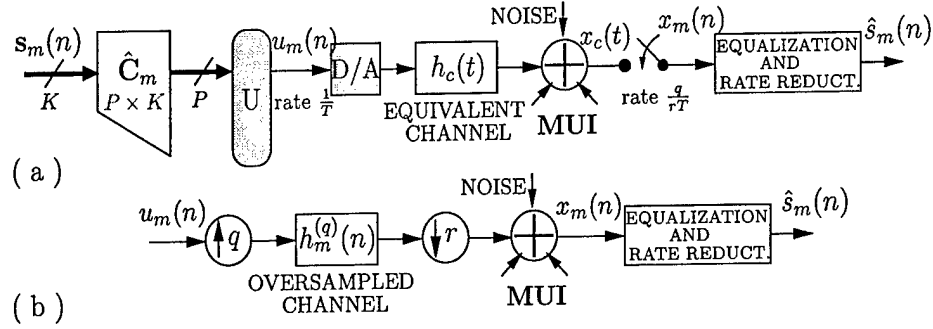 NOISE
s_m(n) Ĉ_m u_m(n) D/A h_c(t) x_c(t) x_m(n) EQUALIZATION ŝ_m(n)
P × K AND
K P U rate 1/T EQUIVALENT rate q/rT RATE REDUCT.
CHANNEL MUI
( a )
NOISE
u_m(n) q h_m^(q)(n) r x_m(n) EQUALIZATION ŝ_m(n)
AND
OVERSAMPLED RATE REDUCT.
CHANNEL MUI
( b )